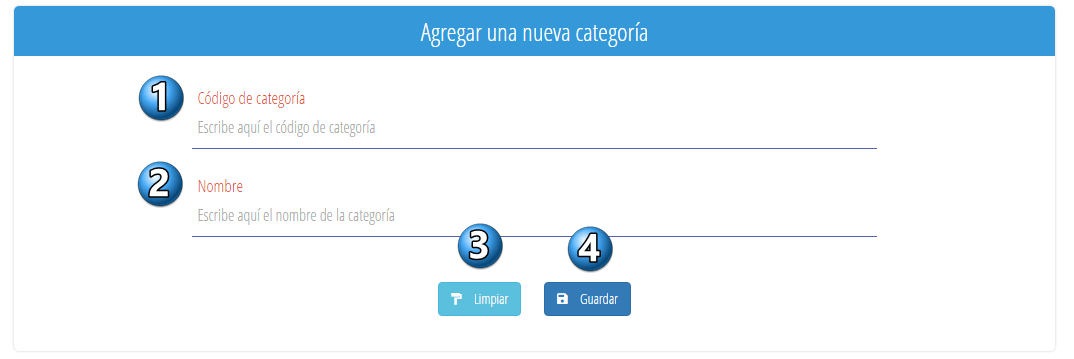 Agregar una nueva categoría
1
Código de categoría
Escribe aquí el código de categoría
2
Nombre
Escribe aquí el nombre de la categoría
3 4
Limpiar Guardar